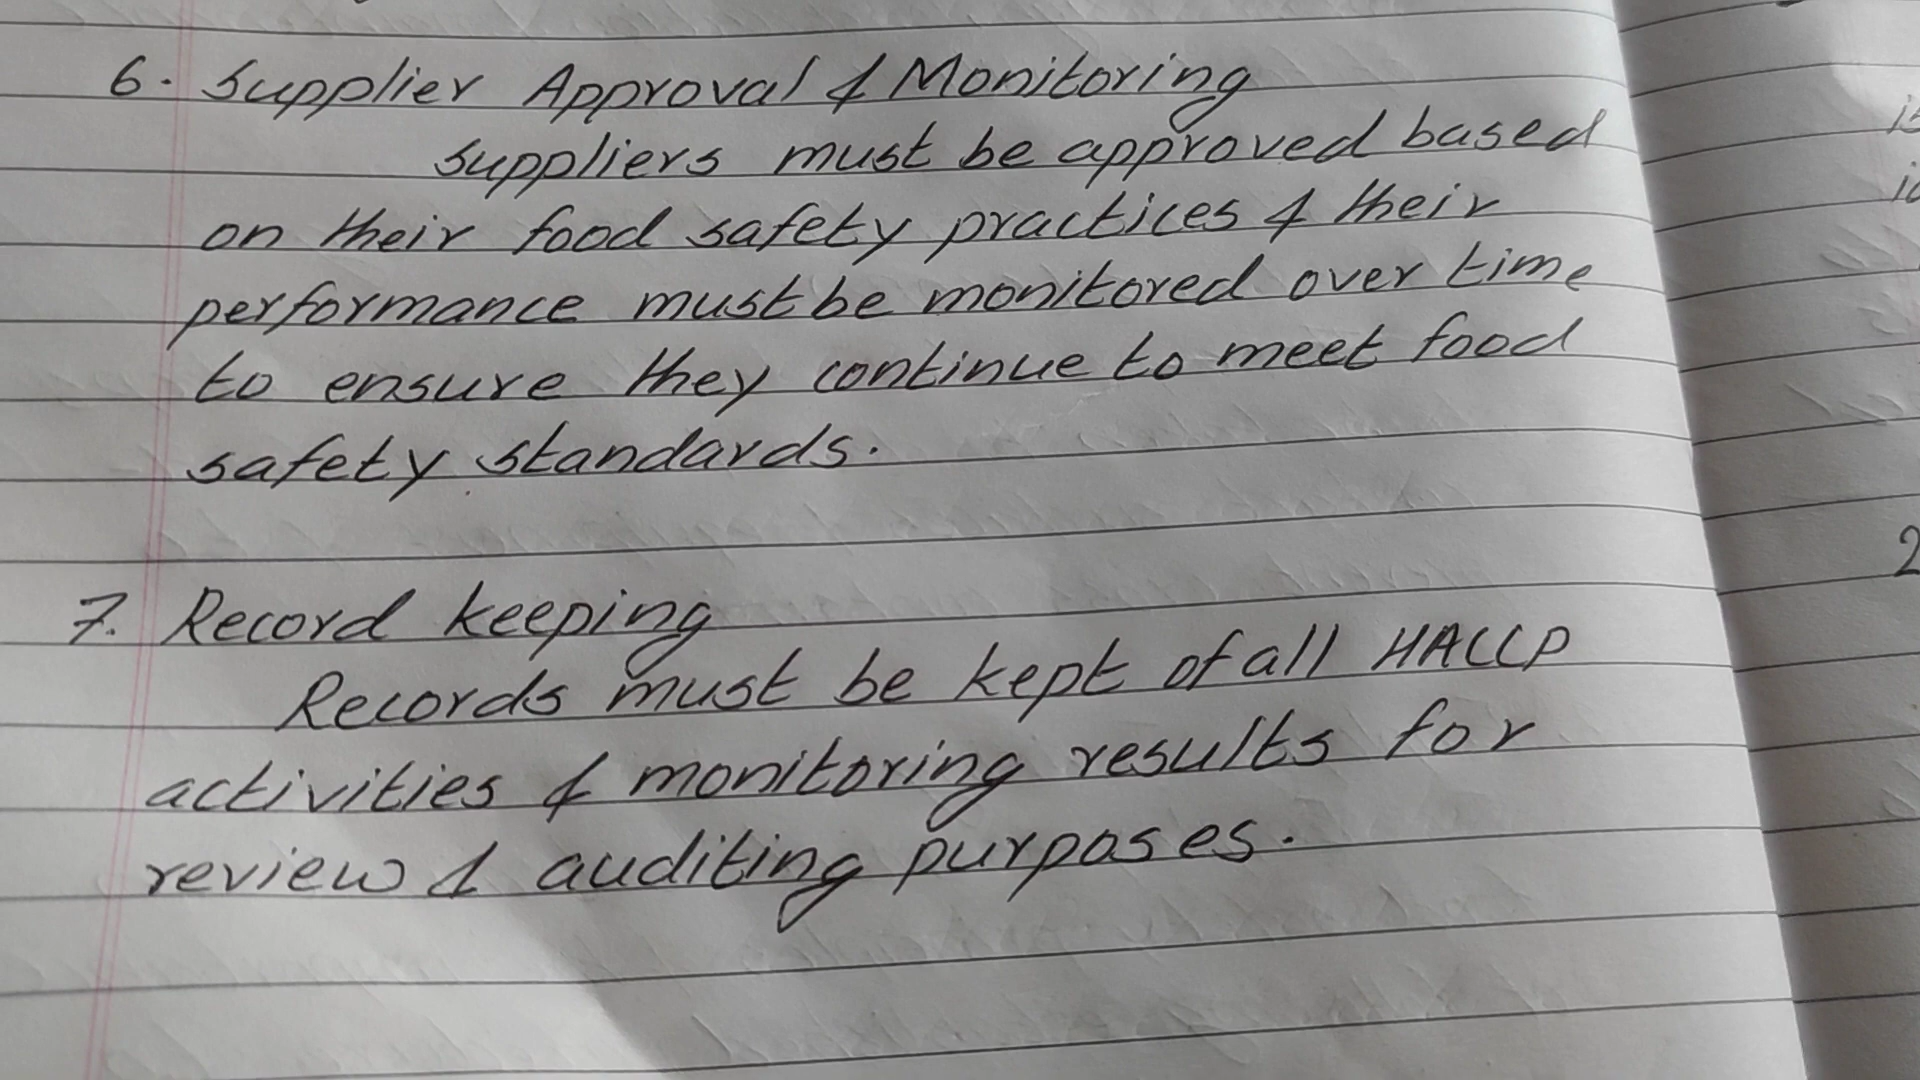 6. Supplier Approval & Monitoring
Suppliers must be approved based
on their food safety practices & their
performance must be monitored over time
to ensure they continue to meet food
safety standards.
7. Record keeping
Records must be kept of all HACCP
activities & monitoring results for
review & auditing purposes.
2